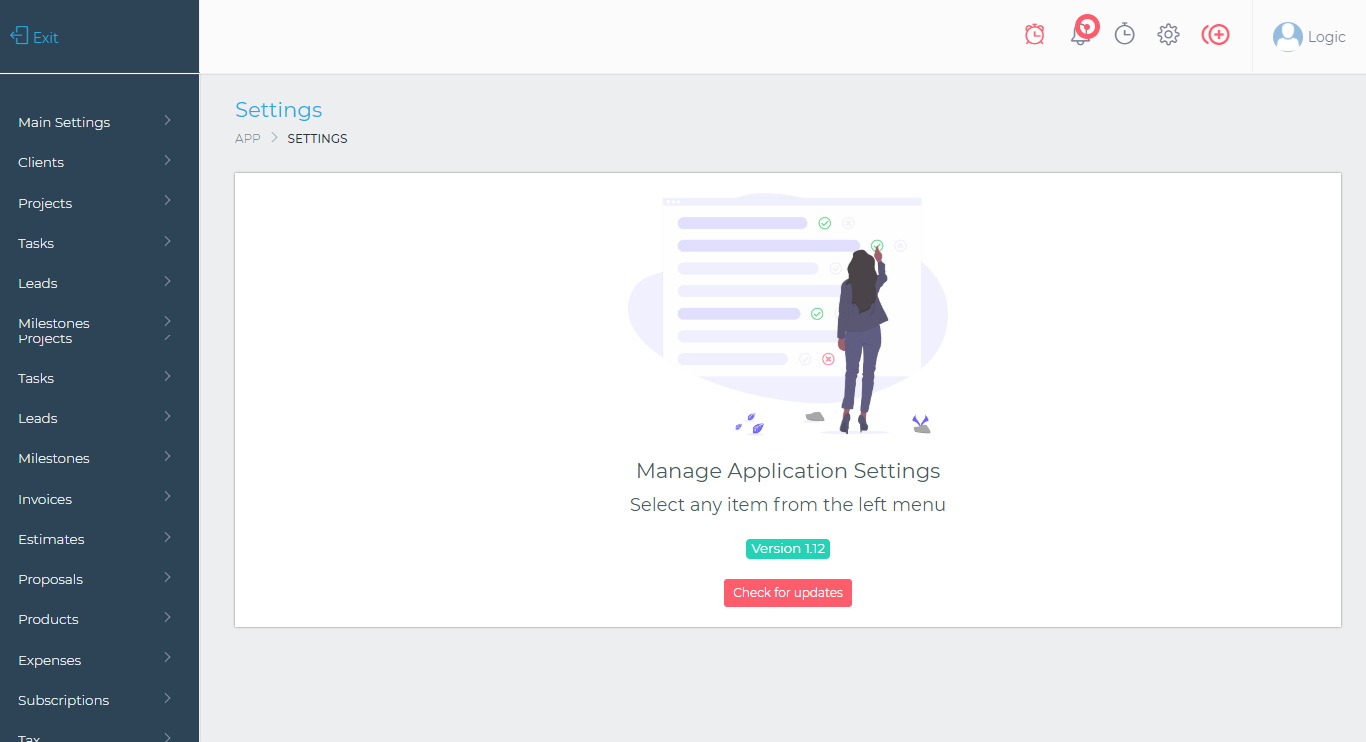 Exit
Logic
Main Settings
Clients
Projects
Tasks
Leads
Milestones
Projects
Tasks
Leads
Milestones
Invoices
Estimates
Proposals
Products
Expenses
Subscriptions
Tax
Settings
APP > SETTINGS
Manage Application Settings
Select any item from the left menu
Version 1.12
Check for updates